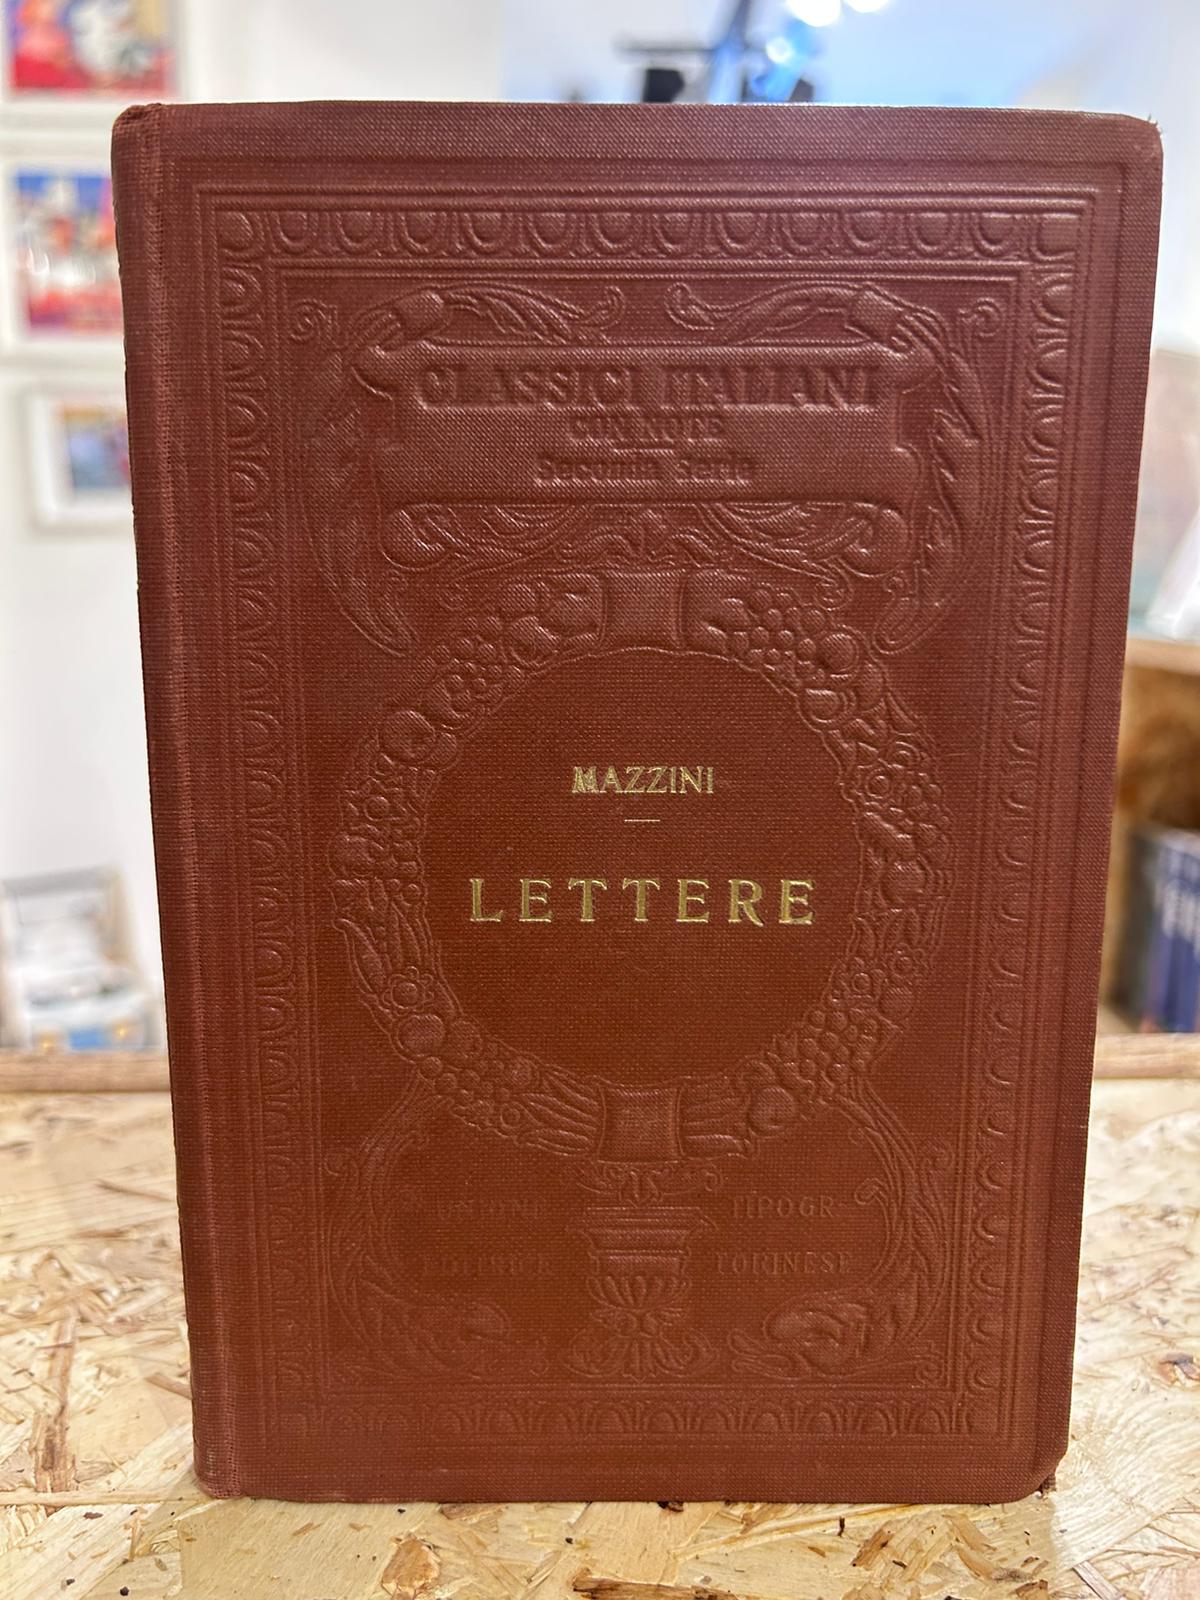 CLASSICI ITALIANI
CON NOTE
Seconda Serie
MAZZINI
LETTERE
UNIONE TIPOGR
EDITRICE TORINESE